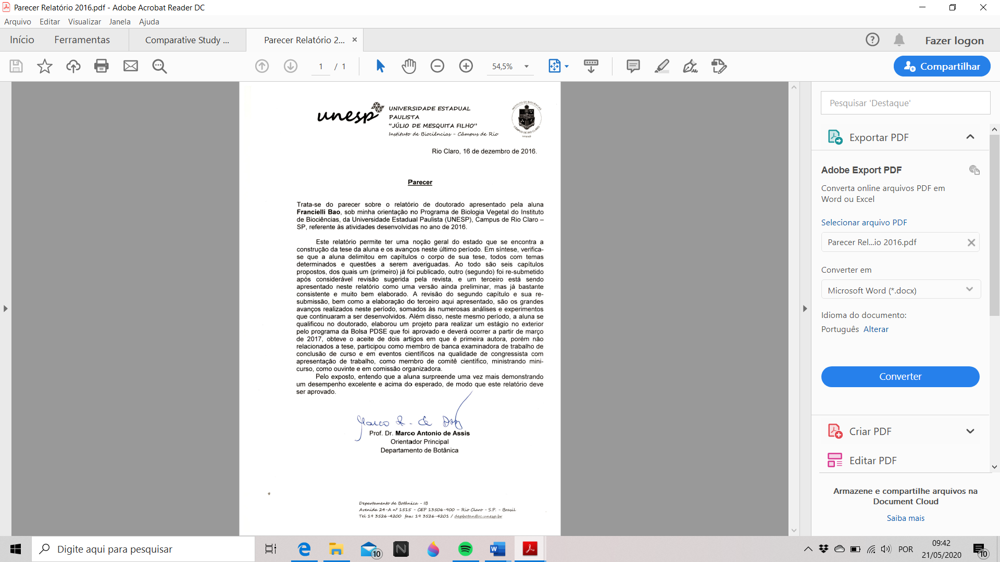 Parecer Relatório 2016.pdf - Adobe Acrobat Reader DC
Arquivo Editar Visualizar Janela Ajuda
Início Ferramentas Comparative Study ... Parecer Relatório 2... Fazer logon
1 / 1 54,5% Compartilhar
unesp
UNIVERSIDADE ESTADUAL
PAULISTA
“JÚLIO DE MESQUITA FILHO”
Instituto de Biociências - Câmpus de Rio
INSTITUTO DE BIOCIÊNCIAS
CÂMPUS DE RIO CLARO
unesp
Rio Claro, 16 de dezembro de 2016.
Parecer
Trata-se do parecer sobre o relatório de doutorado apresentado pela aluna
Francielli Bao, sob minha orientação no Programa de Biologia Vegetal do Instituto
de Biociências, da Universidade Estadual Paulista (UNESP), Campus de Rio Claro –
SP, referente às atividades desenvolvidas no ano de 2016.
Este relatório permite ter uma noção geral do estado que se encontra a
construção da tese da aluna e os avanços neste último período. Em síntese, verifica-
se que a aluna delimitou em capítulos o corpo de sua tese, todos com temas
determinados e questões a serem averiguadas. Ao todo são seis capítulos
propostos, dos quais um (primeiro) já foi publicado, outro (segundo) foi re-submetido
após considerável revisão sugerida pela revista, e um terceiro está sendo
apresentado neste relatório como uma versão ainda preliminar, mas já bastante
consistente e muito bem elaborado. A revisão do segundo capítulo e sua re-
submissão, bem como a elaboração do terceiro aqui apresentado, são os grandes
avanços realizados neste período, somados às numerosas análises e experimentos
que continuaram a ser desenvolvidos. Além disso, neste mesmo período, a aluna se
qualificou no doutorado, elaborou um projeto para realizar um estágio no exterior
pelo programa da Bolsa PDSE que foi aprovado e deverá ocorrer a partir de março
de 2017, obteve o aceite de dois artigos em que é primeira autora, porém não
relacionados a tese, participou como membro de banca examinadora de trabalho de
conclusão de curso e em eventos científicos na qualidade de congressista com
apresentação de trabalho, como membro de comitê científico, ministrando mini-
curso, como ouvinte e em comissão organizadora.
Pelo exposto, entendo que a aluna surpreende uma vez mais demonstrando
um desempenho excelente e acima do esperado, de modo que este relatório deve
ser aprovado.
Prof. Dr. Marco Antonio de Assis
Orientador Principal
Departamento de Botânica
Departamento de Botânica - IB
Avenida 24-A nº 1515 - CEP 13506-900 – Rio Claro - S.P. - Brasil
Tel 19 3526-4200 fax: 19 3526-4201 / depbotan@rc.unesp.br
Pesquisar 'Destaque'
Exportar PDF
Adobe Export PDF
Converta online arquivos PDF em
Word ou Excel
Selecionar arquivo PDF
Parecer Rel...io 2016.pdf
Converter em
Microsoft Word (*.docx)
Idioma do documento:
Português Alterar
Converter
Criar PDF
Editar PDF
Armazene e compartilhe arquivos na
Document Cloud
Saiba mais
Digite aqui para pesquisar
10
POR
09:42
21/05/2020
10